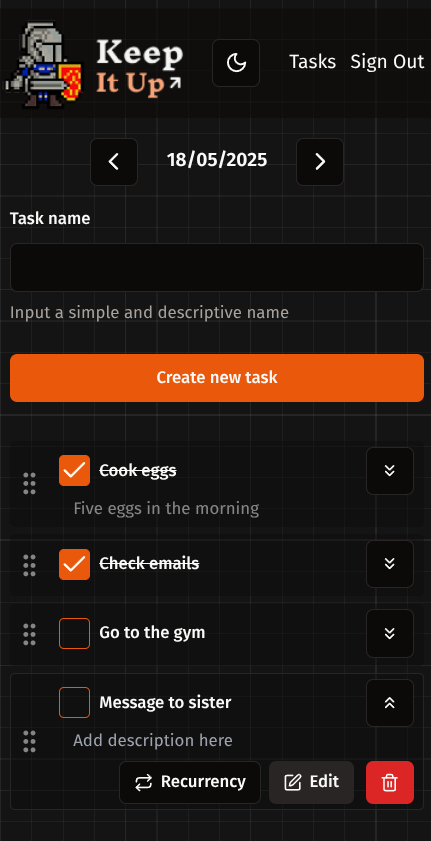 Keep
It Up
Tasks Sign Out
18/05/2025
Task name
Input a simple and descriptive name
Create new task
Cook eggs
Five eggs in the morning
Check emails
Go to the gym
Message to sister
Add description here
Recurrency Edit